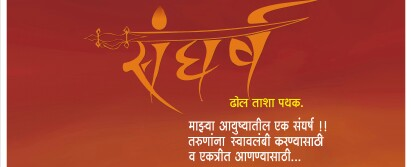 संघर्ष
ढोल ताशा पथक.
माझ्या आयुष्यातील एक संघर्ष !!
तरुणांना स्वावलंबी करण्यासाठी
व एकत्रीत आणण्यासाठी...